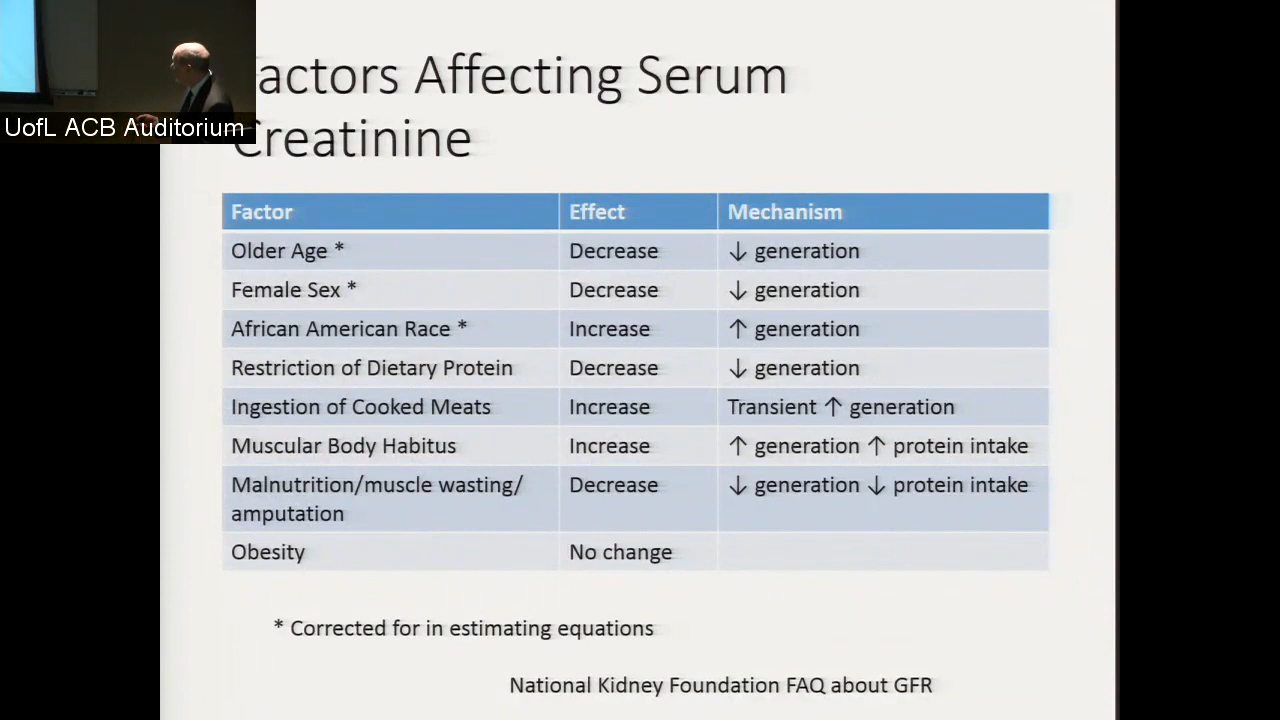 UofL ACB Auditorium
actors Affecting Serum
Creatinine
Factor Effect Mechanism
Older Age * Decrease ↓ generation
Female Sex * Decrease ↓ generation
African American Race * Increase ↑ generation
Restriction of Dietary Protein Decrease ↓ generation
Ingestion of Cooked Meats Increase Transient ↑ generation
Muscular Body Habitus Increase ↑ generation ↑ protein intake
Malnutrition/muscle wasting/ Decrease ↓ generation ↓ protein intake
amputation
Obesity No change
* Corrected for in estimating equations
National Kidney Foundation FAQ about GFR